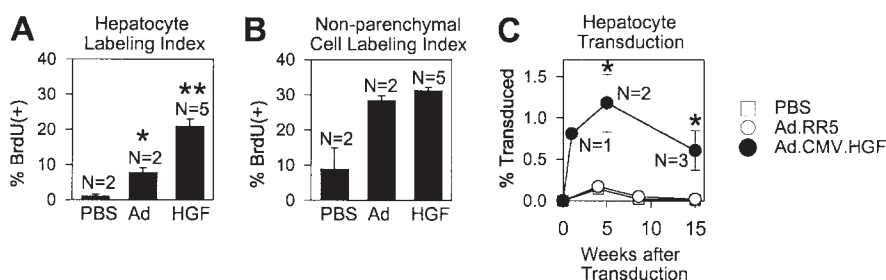 A
Hepatocyte
Labeling Index
% BrdU(+)
40
30
20
10
0
N=2
*
N=2
**
N=5
PBS Ad HGF
B
Non-parenchymal
Cell Labeling Index
% BrdU(+)
40
30
20
10
0
N=2
N=2
N=5
PBS Ad HGF
C
Hepatocyte
Transduction
% Transduced
1.5
1.0
0.5
0.0
*
N=2
N=1
*
N=3
0 5 10 15
Weeks after
Transduction
PBS
Ad.RR5
Ad.CMV.HGF